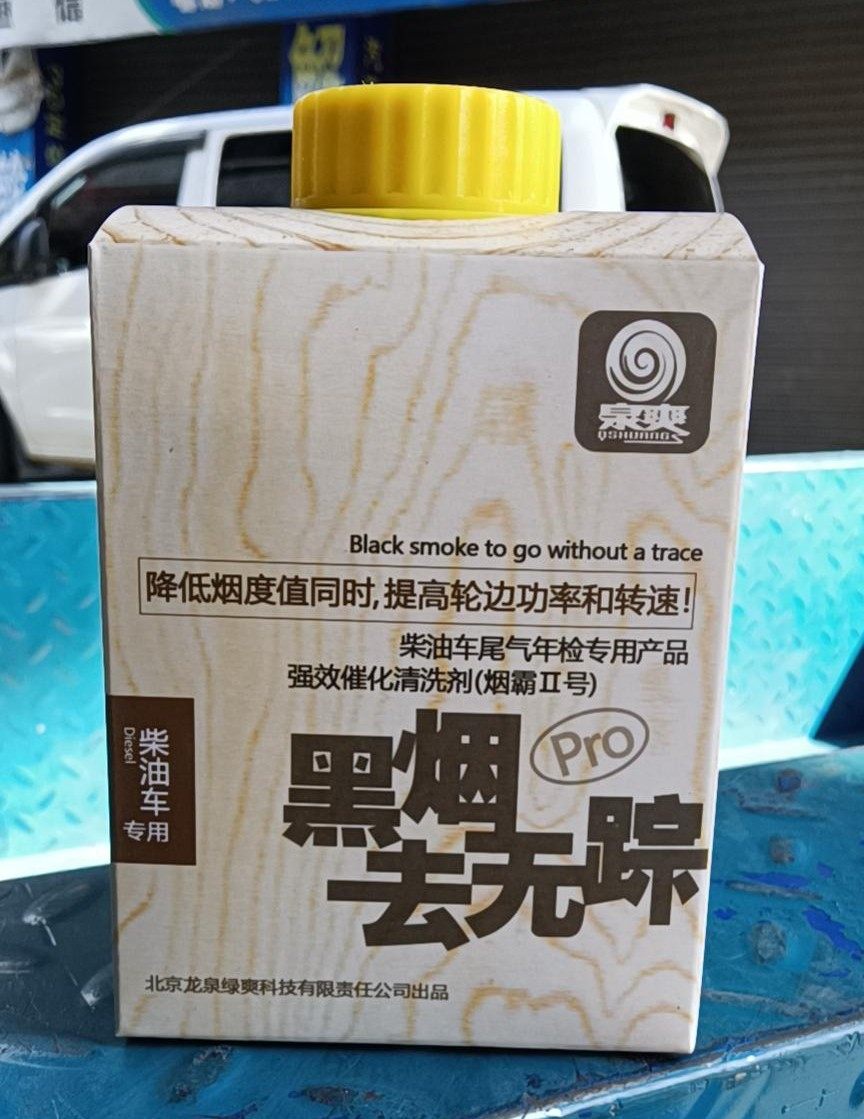 泉爽
QSHUANG
Black smoke to go without a trace
降低烟度值同时,提高轮边功率和转速!
柴油车尾气年检专用产品
强效催化清洗剂(烟霸Ⅱ号)
Pro
黑烟
去无踪
柴油车
Diesel
专用
北京龙泉绿爽科技有限责任公司出品